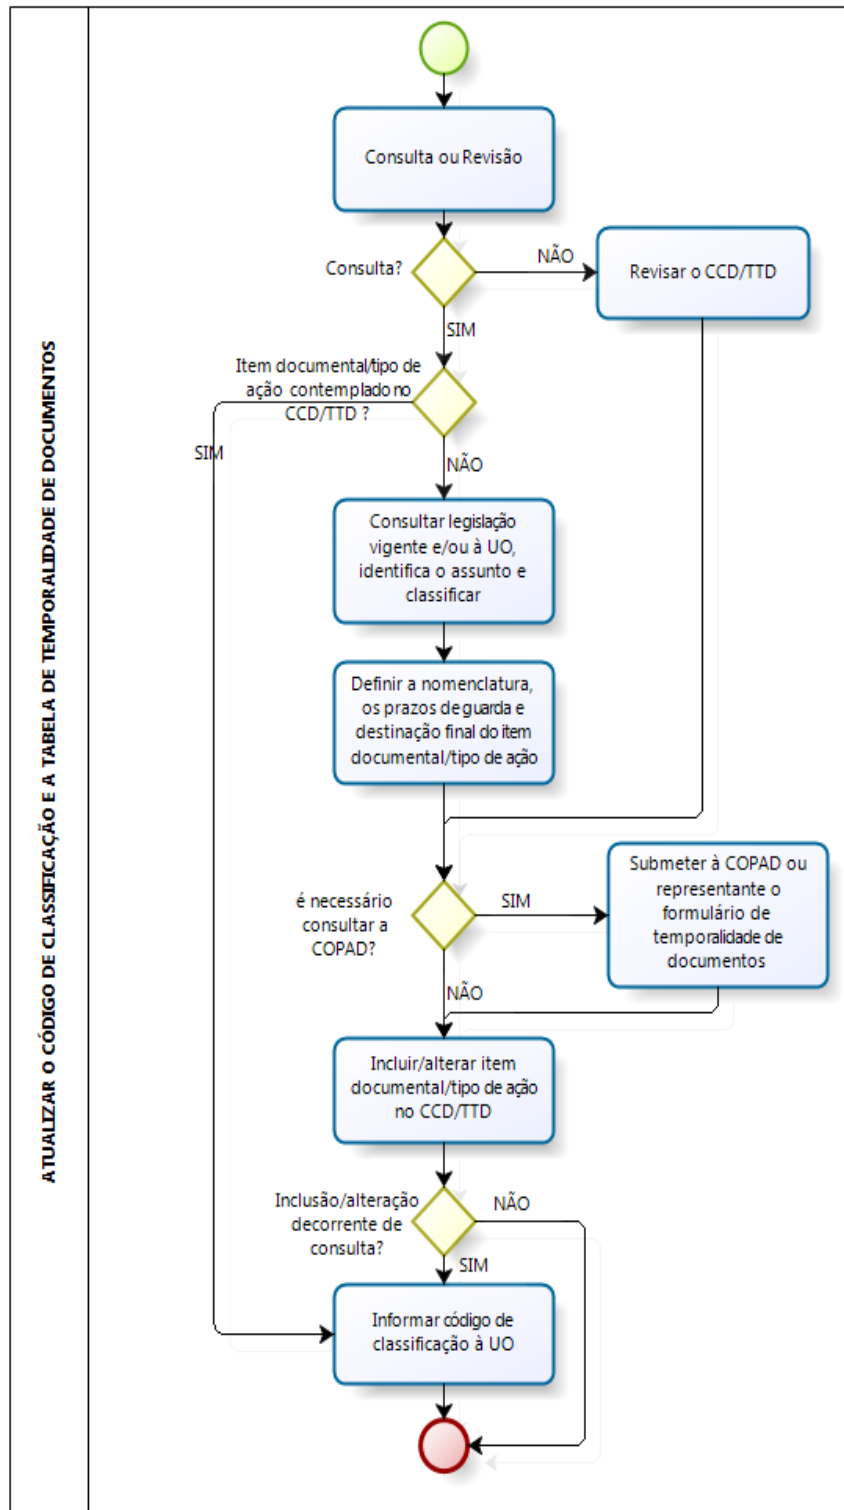 ATUALIZAR O CÓDIGO DE CLASSIFICAÇÃO E A TABELA DE TEMPORALIDADE DE DOCUMENTOS
Consulta ou Revisão
Consulta?
NÃO
Revisar o CCD/TTD
SIM
Item documental/tipo de
ação contemplado no
CCD/TTD ?
SIM
NÃO
Consultar legislação
vigente e/ou à UO,
identifica o assunto e
classificar
Definir a nomenclatura,
os prazos de guarda e
destinação final do item
documental/tipo de ação
é necessário
consultar a
COPAD?
SIM
Submeter à COPAD ou
representante o
formulário de
temporalidade de
documentos
NÃO
Incluir/alterar item
documental/tipo de ação
no CCD/TTD
Inclusão/alteração
decorrente de
consulta?
NÃO
SIM
Informar código de
classificação à UO